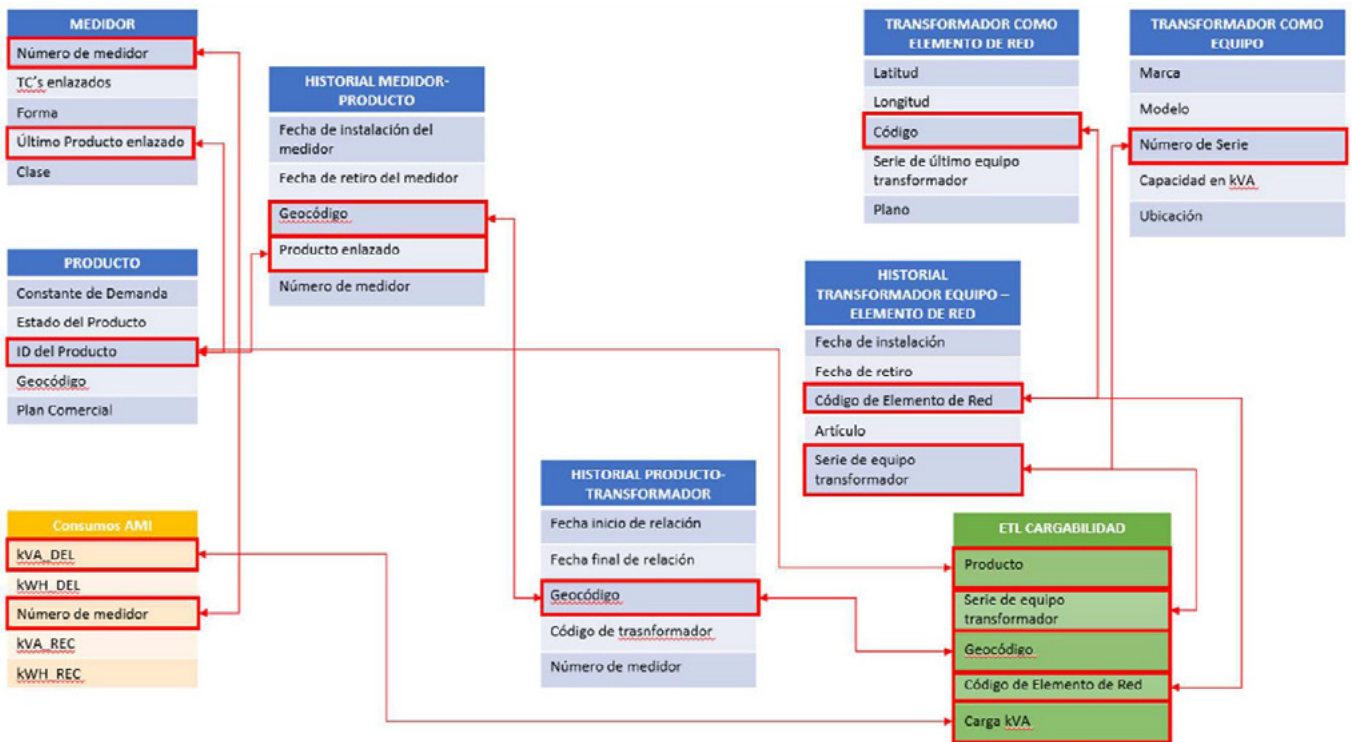 MEDIDOR
Número de medidor
TC's enlazados
Forma
Último Producto enlazado
Clase
PRODUCTO
Constante de Demanda
Estado del Producto
ID del Producto
Geocódigo
Plan Comercial
Consumos AMI
kVA_DEL
kWH_DEL
Número de medidor
kVA_REC
kWH_REC
HISTORIAL MEDIDOR-
PRODUCTO
Fecha de instalación del
medidor
Fecha de retiro del medidor
Geocódigo
Producto enlazado
Número de medidor
HISTORIAL PRODUCTO-
TRANSFORMADOR
Fecha inicio de relación
Fecha final de relación
Geocódigo
Código de trasnformador
Número de medidor
TRANSFORMADOR COMO
ELEMENTO DE RED
Latitud
Longitud
Código
Serie de último equipo
transformador
Plano
TRANSFORMADOR COMO
EQUIPO
Marca
Modelo
Número de Serie
Capacidad en kVA
Ubicación
HISTORIAL
TRANSFORMADOR EQUIPO –
ELEMENTO DE RED
Fecha de instalación
Fecha de retiro
Código de Elemento de Red
Artículo
Serie de equipo
transformador
ETL CARGABILIDAD
Producto
Serie de equipo
transformador
Geocódigo
Código de Elemento de Red
Carga kVA